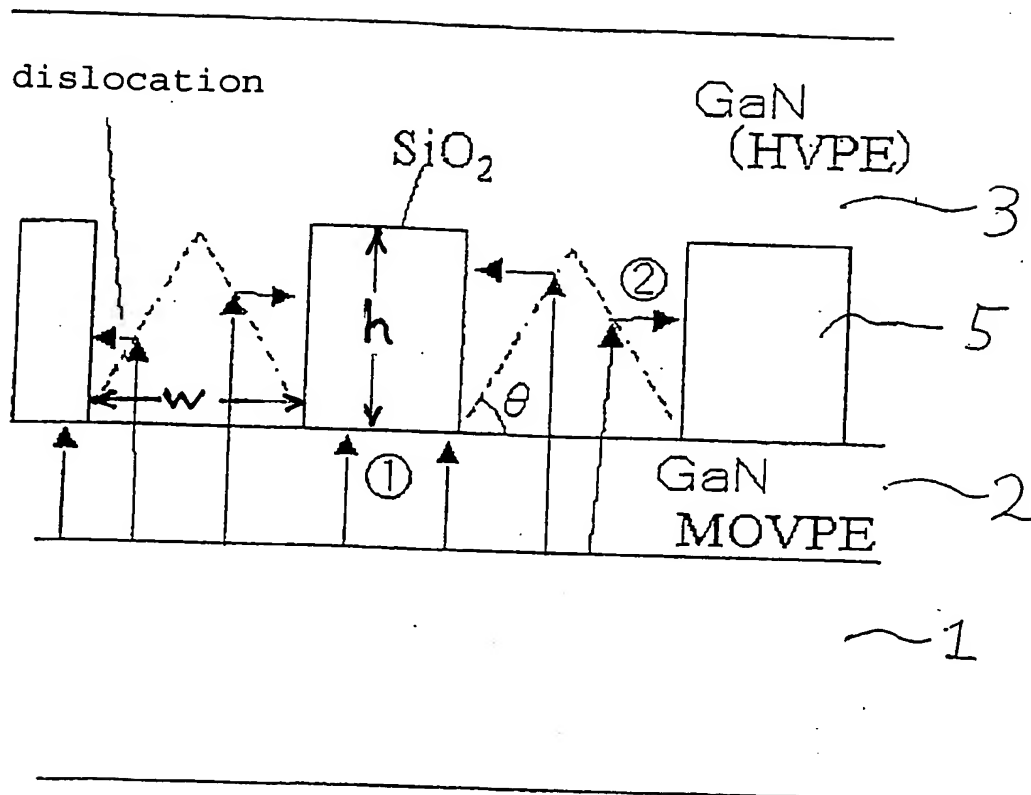 dislocation
GaN
(HVPE)
SiO₂
3
②
h
5
w
θ
①
GaN
MOVPE
2
1